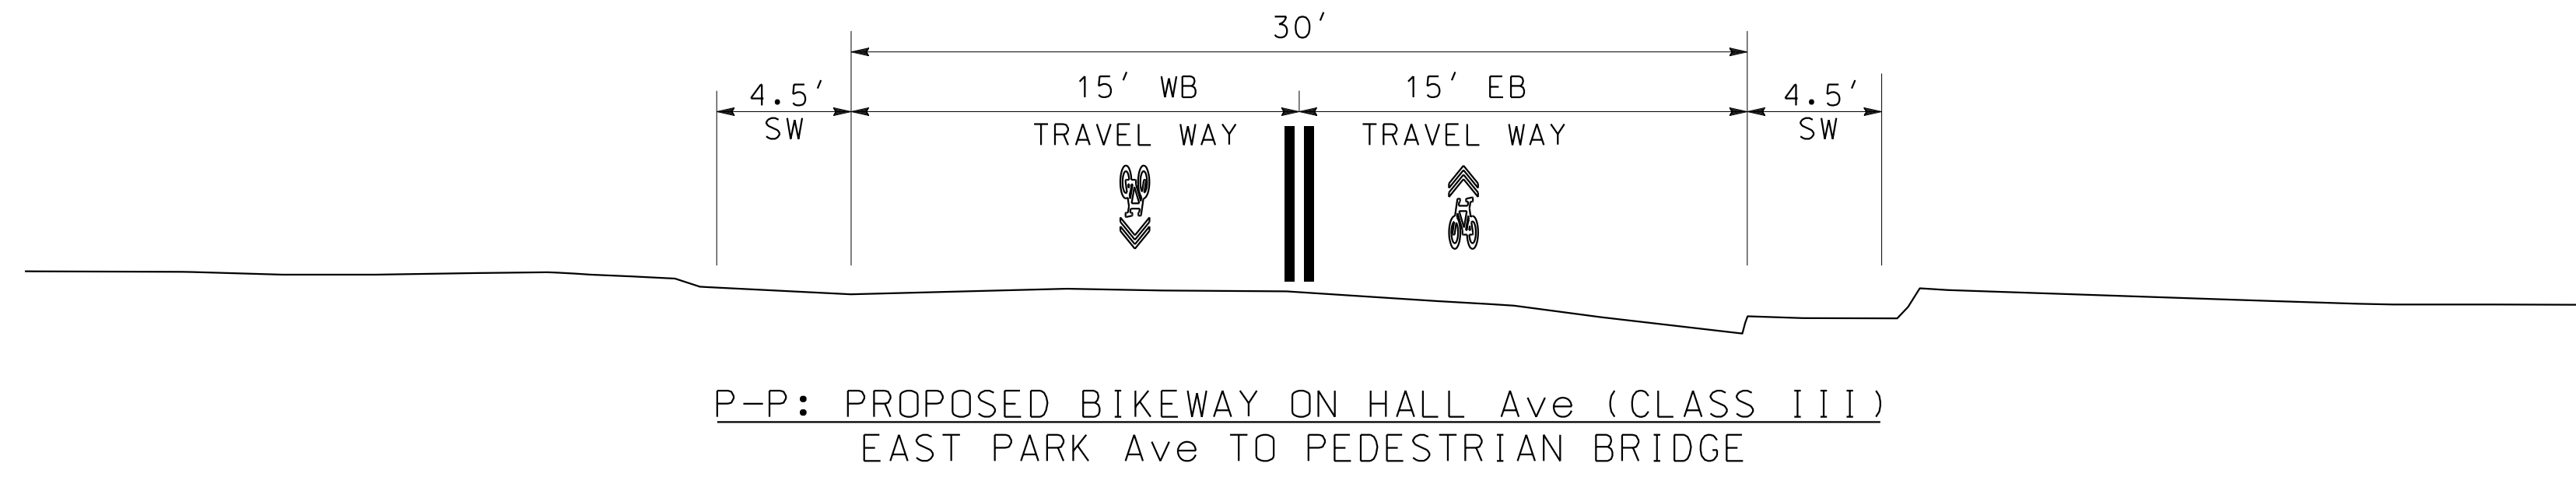 30'
4.5'
SW
15' WB
TRAVEL WAY
15' EB
TRAVEL WAY
4.5'
SW
P-P: PROPOSED BIKEWAY ON HALL Ave (CLASS III)
EAST PARK Ave TO PEDESTRIAN BRIDGE